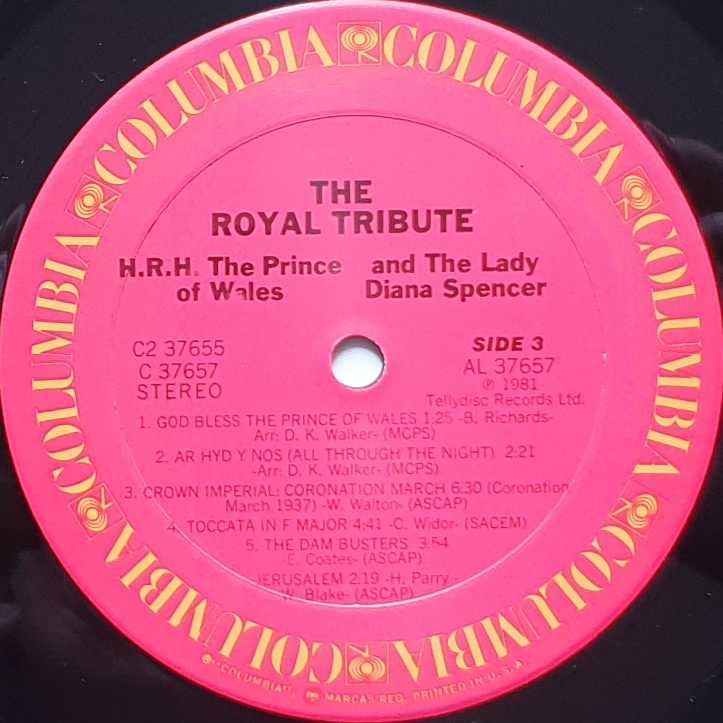 COLUMBIA COLUMBIA COLUMBIA COLUMBIA COLUMBIA COLUMBIA COLUMBIA COLUMBIA
THE
ROYAL TRIBUTE
H.R.H. The Prince and The Lady
of Wales Diana Spencer
C2 37655 SIDE 3
C 37657 AL 37657
STEREO ℗ 1981
Tellydisc Records Ltd.
1. GOD BLESS THE PRINCE OF WALES 1:25 -B. Richards-
Arr: D. K. Walker- (MCPS)
2. AR HYD Y NOS (ALL THROUGH THE NIGHT) 2:21
-Arr: D. K. Walker- (MCPS)
3. CROWN IMPERIAL: CORONATION MARCH 6:30 (Coronation
March 1937) -W. Walton- (ASCAP)
4. TOCCATA IN F MAJOR 4:41 -C. Widor- (SACEM)
5. THE DAM BUSTERS 3:54
E. Coates- (ASCAP)
JERUSALEM 2:19 -H. Parry -
W. Blake- (ASCAP)
"COLUMBIA", MARCAS REG. PRINTED IN U.S.A.